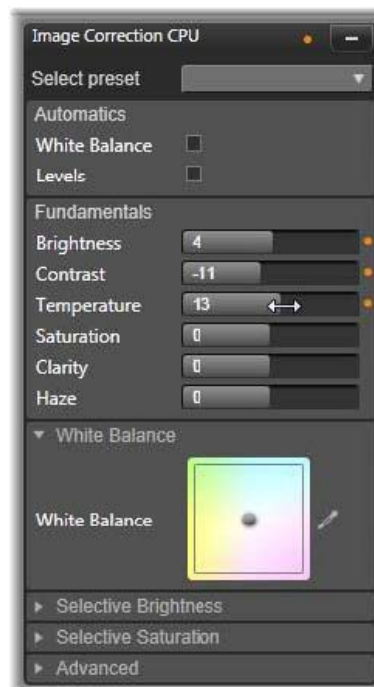 Image Correction CPU
Select preset
Automatics
White Balance
Levels
Fundamentals
Brightness 4
Contrast -11
Temperature 13
Saturation 0
Clarity 0
Haze 0
White Balance
White Balance
Selective Brightness
Selective Saturation
Advanced